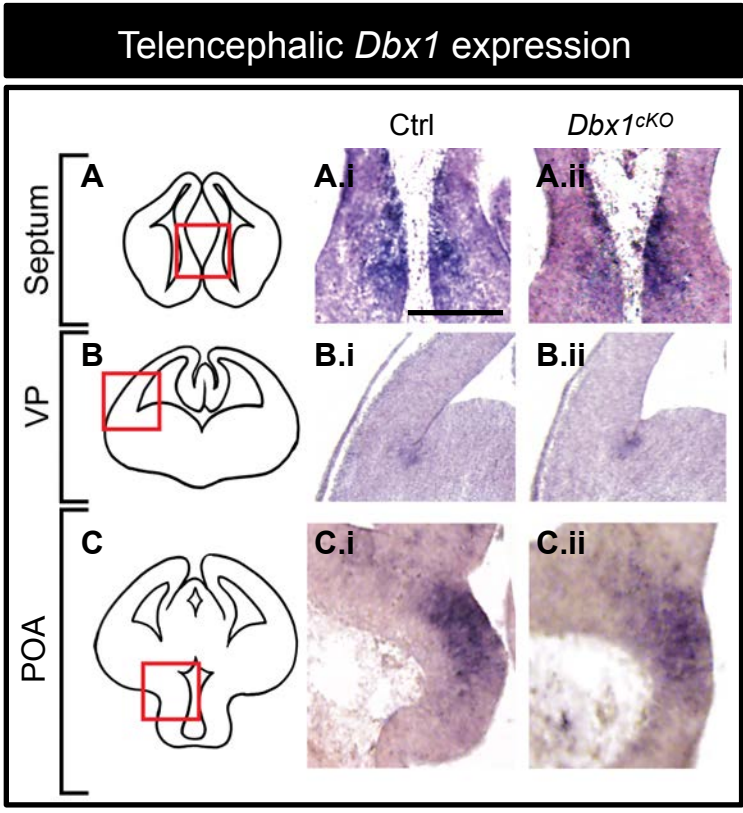 Telencephalic Dbx1 expression
Ctrl
Dbx1cKO
Septum
A
A.i
A.ii
VP
B
B.i
B.ii
POA
C
C.i
C.ii